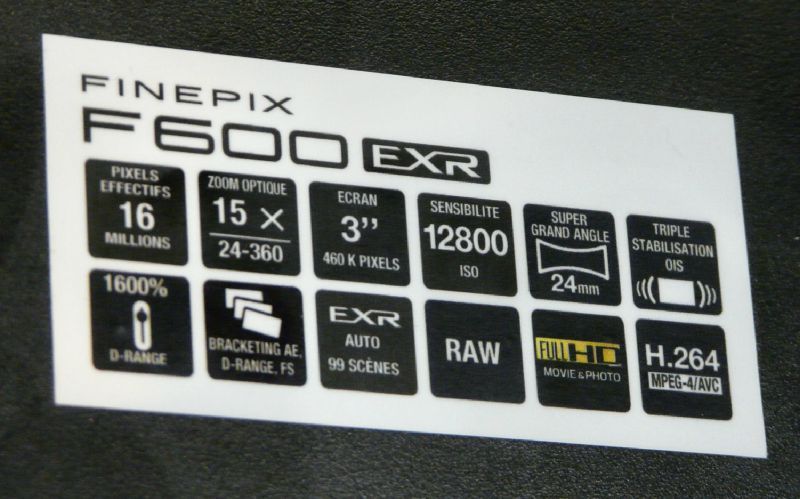 FINEPIX
F600 EXR
PIXELS
EFFECTIFS
16
MILLIONS
ZOOM OPTIQUE
15 X
24-360
ECRAN
3’’
460 K PIXELS
SENSIBILITE
12800
ISO
SUPER
GRAND ANGLE
24mm
TRIPLE
STABILISATION
OIS
1600%
D-RANGE
BRACKETING AE,
D-RANGE, FS
EXR
AUTO
99 SCÈNES
RAW
FULL HD
MOVIE & PHOTO
H.264
MPEG-4/AVC